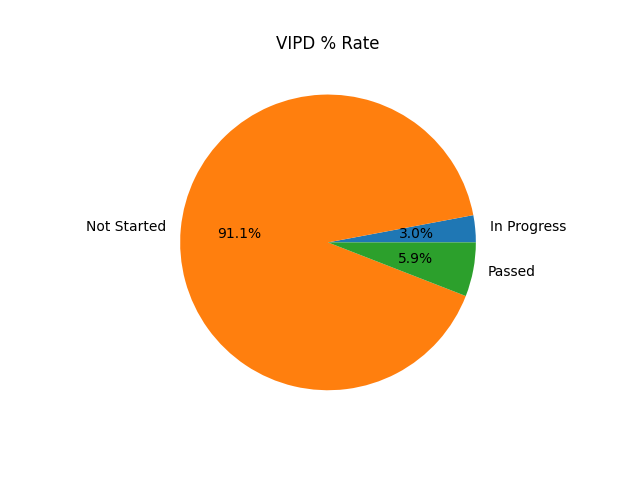 VIPD % Rate
In Progress
3.0%
Not Started
91.1%
Passed
5.9%